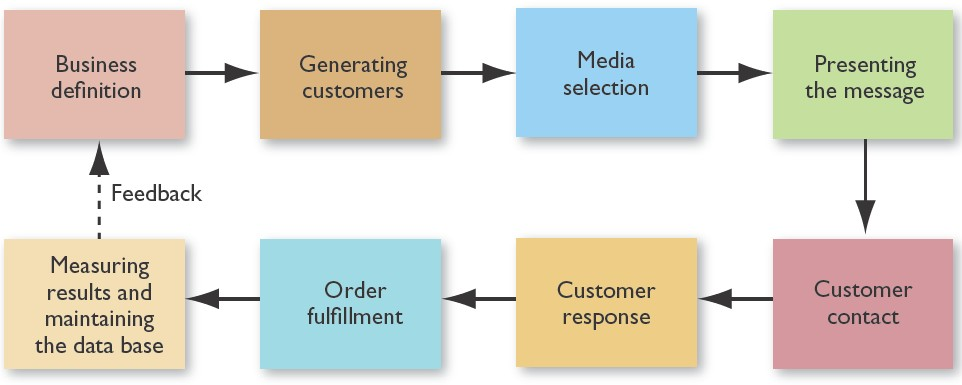 Business
definition
Generating
customers
Media
selection
Presenting
the message
Feedback
Customer
contact
Customer
response
Order
fulfillment
Measuring
results and
maintaining
the data base